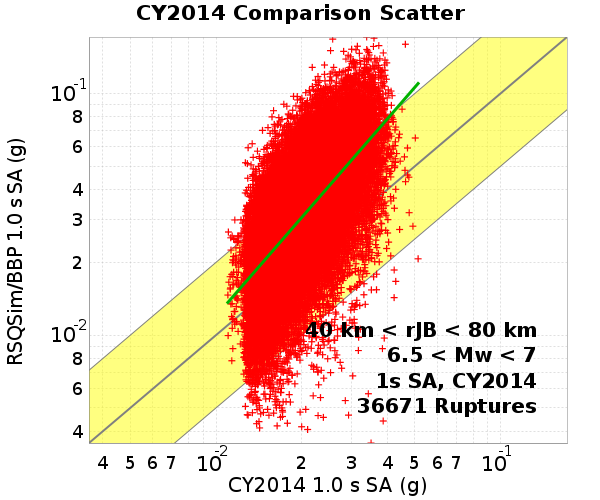 CY2014 Comparison Scatter
RSQSim/BBP 1.0 s SA (g)
10-1
8
6
4
3
2
10-2
8
6
4
40 km < rJB < 80 km
6.5 < Mw < 7
1s SA, CY2014
36671 Ruptures
4 5 6 7 10-2 2 3 4 5 6 7 10-1
CY2014 1.0 s SA (g)